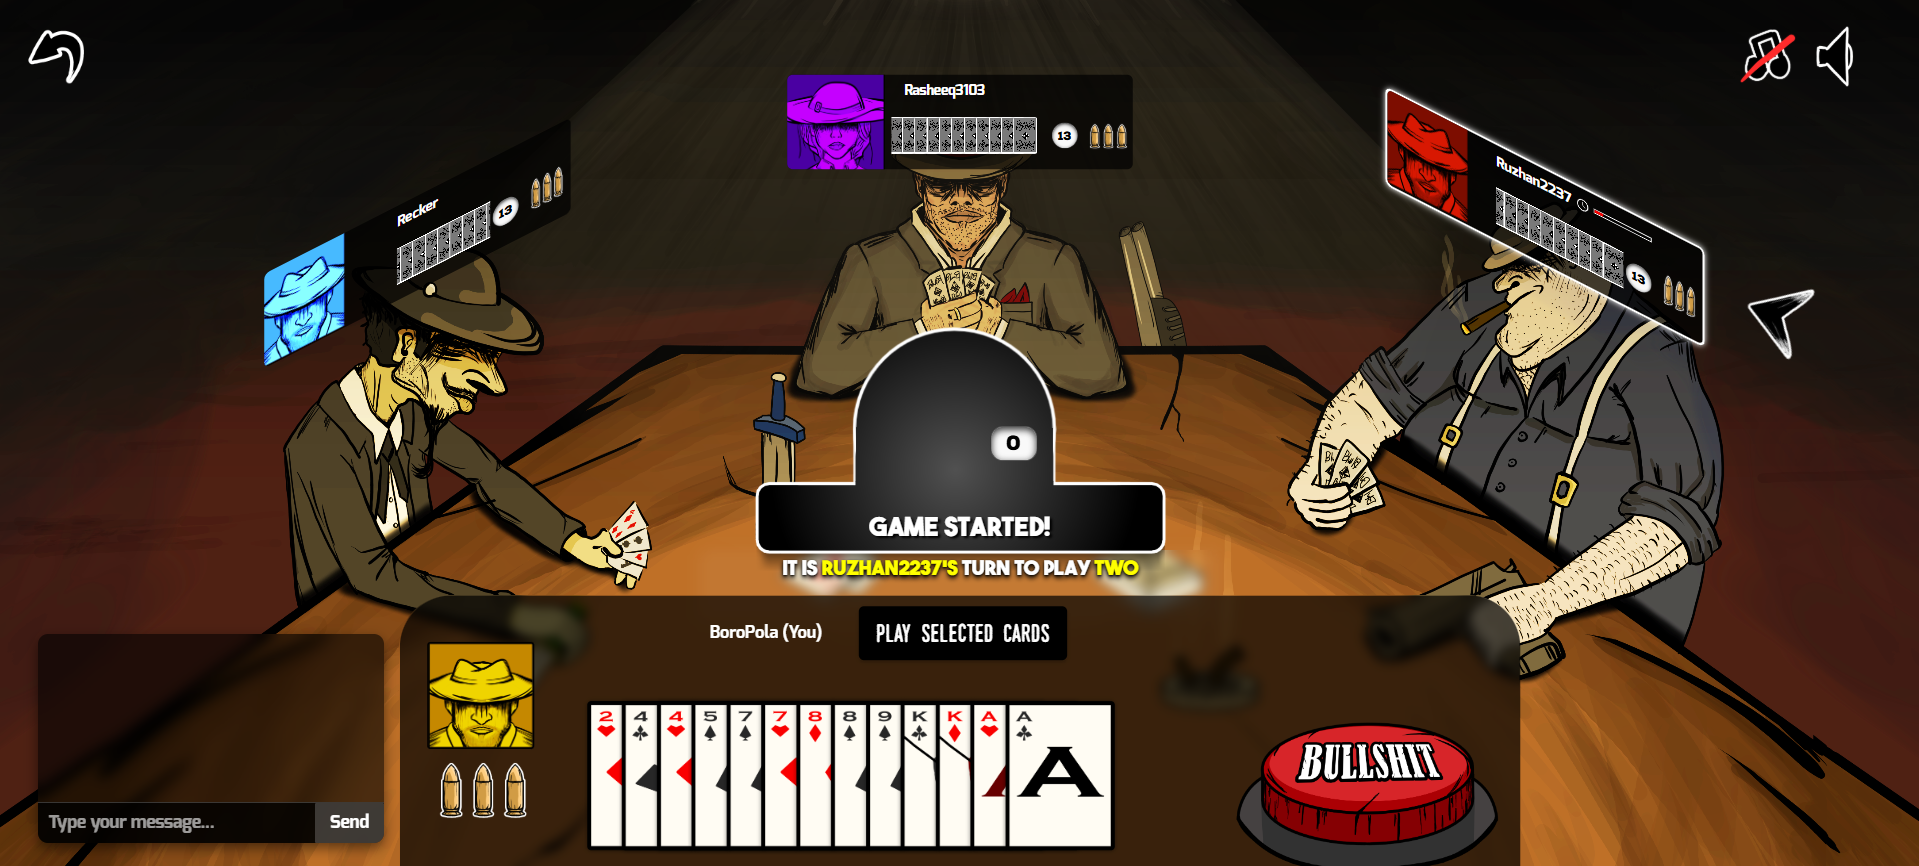 Rasheeq3103
13
Recker
13
Ruzhan2237
13
0
GAME STARTED!
IT IS RUZHAN2237'S TURN TO PLAY TWO
BoroPola (You)
PLAY SELECTED CARDS
2 4 4 5 7 7 8 8 9 K K A A
A
BULLSHIT
Type your message...
Send